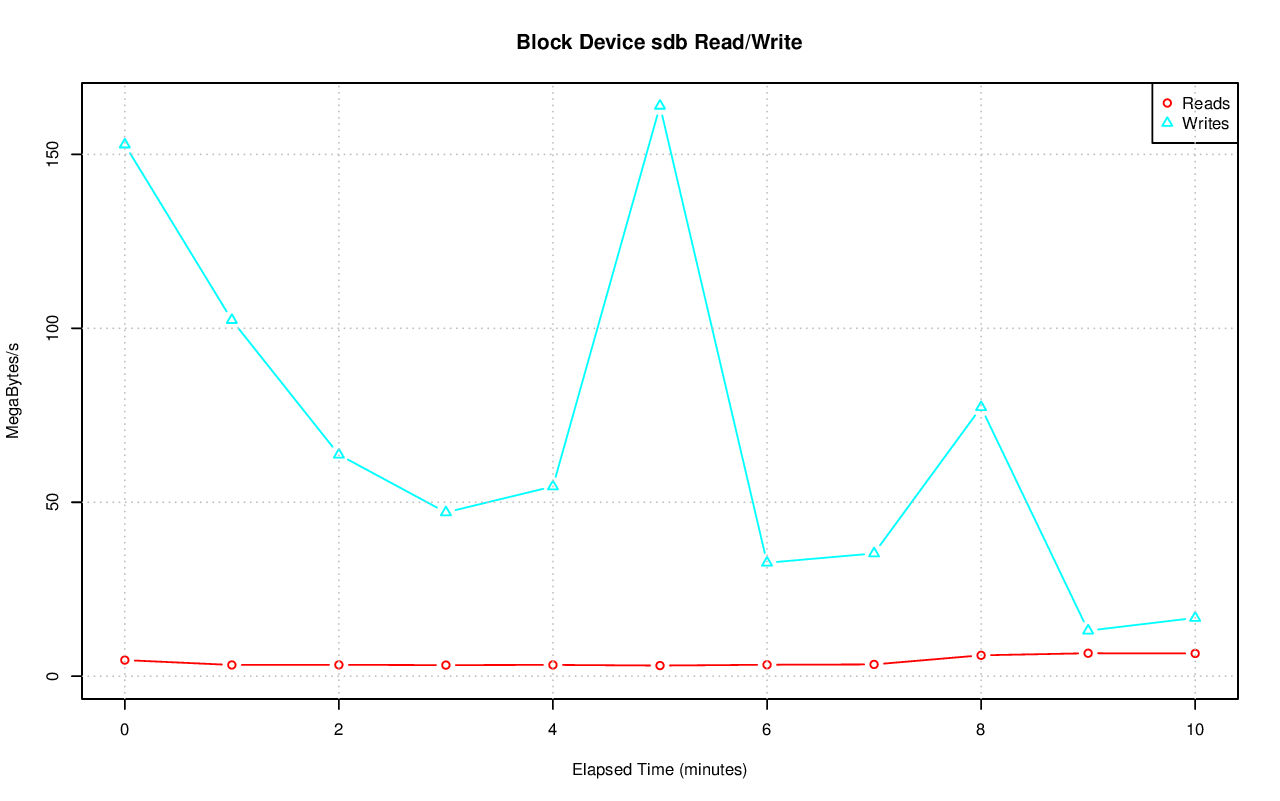 Block Device sdb Read/Write
Reads
Writes
150
100
50
0
MegaBytes/s
0 2 4 6 8 10
Elapsed Time (minutes)